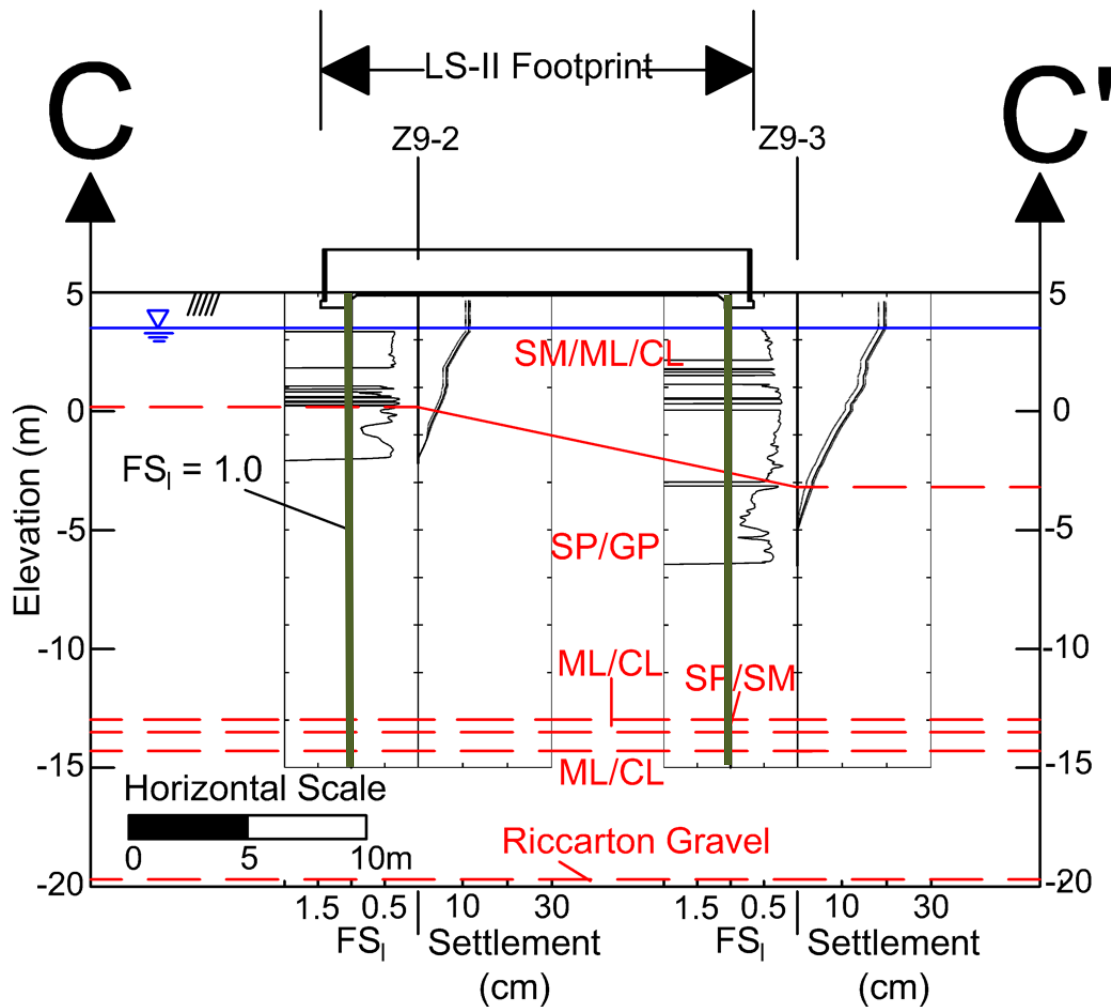 LS-II Footprint
C
C'
Z9-2
Z9-3
5
5
SM/ML/CL
0
0
FSl = 1.0
Elevation (m)
-5
-5
SP/GP
-10
-10
ML/CL
SP/SM
-15
-15
ML/CL
Horizontal Scale
0 5 10m
Riccarton Gravel
-20
-20
1.5 0.5 10 30 1.5 0.5 10 30
FSl Settlement FSl Settlement
(cm) (cm)